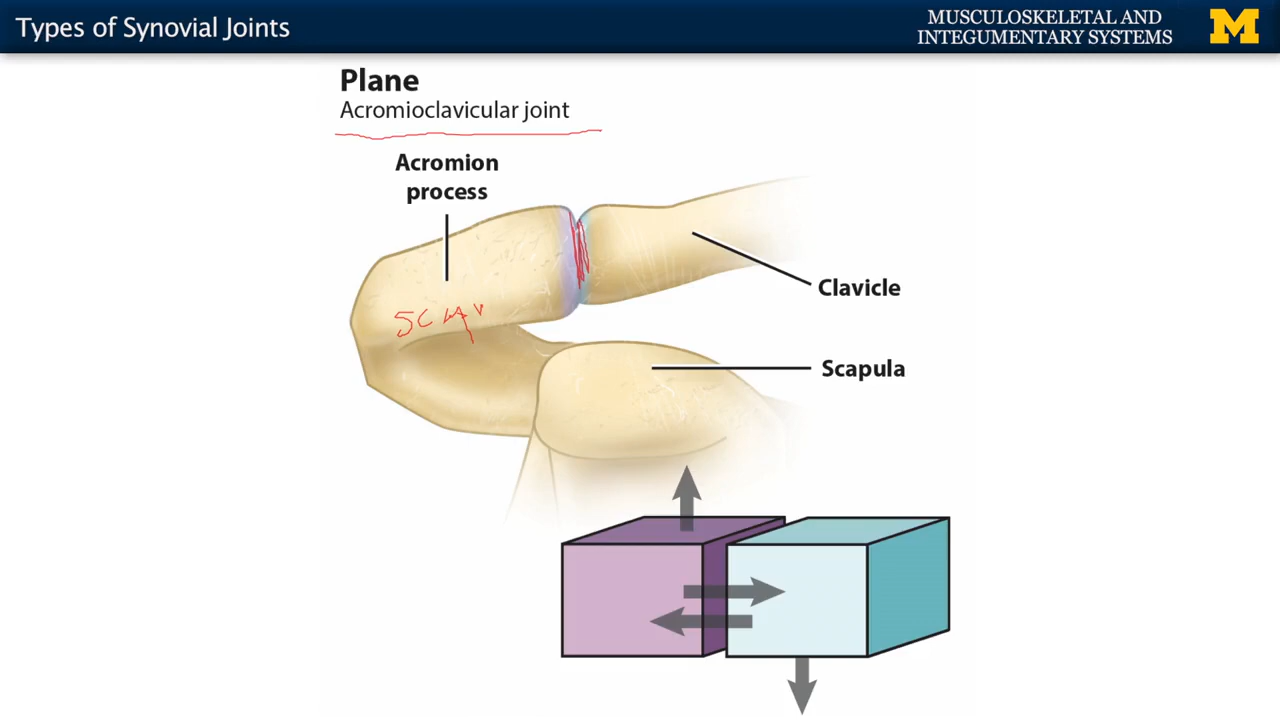 Types of Synovial Joints
MUSCULOSKELETAL AND
INTEGUMENTARY SYSTEMS
M
Plane
Acromioclavicular joint
Acromion
process
Clavicle
Scapula